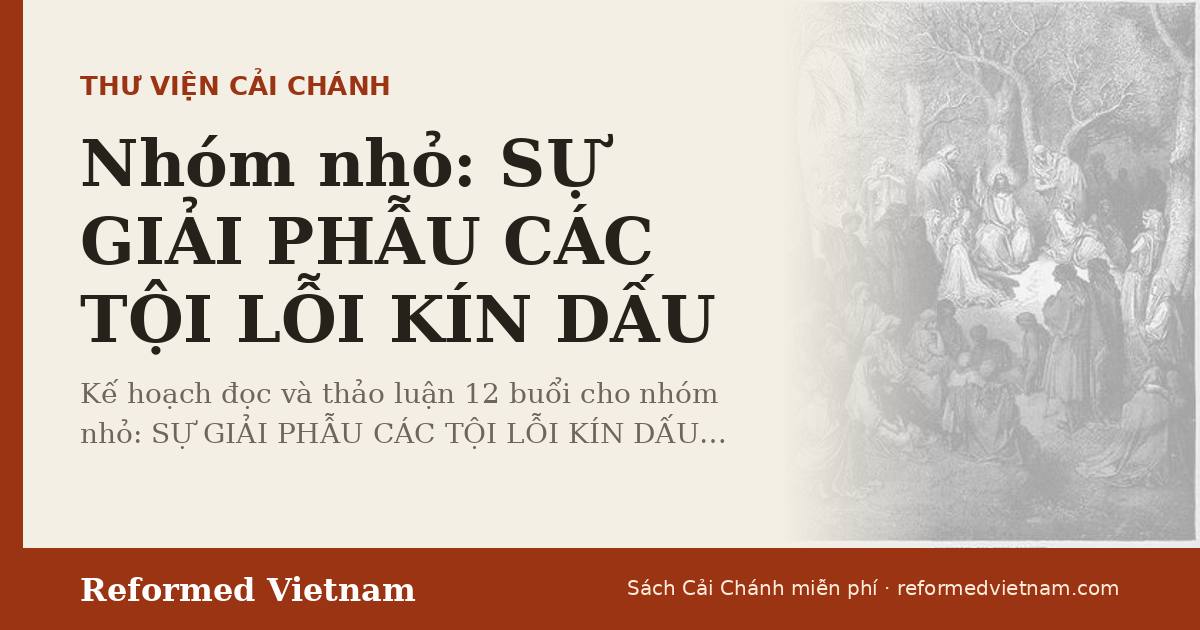 THƯ VIỆN CẢI CHÁNH
Nhóm nhỏ: SỰ
GIẢI PHẪU CÁC
TỘI LỖI KÍN DẤU
Kế hoạch đọc và thảo luận 12 buổi cho nhóm
nhỏ: SỰ GIẢI PHẪU CÁC TỘI LỖI KÍN DẤU...
Reformed Vietnam
Sách Cải Chánh miễn phí · reformedvietnam.com